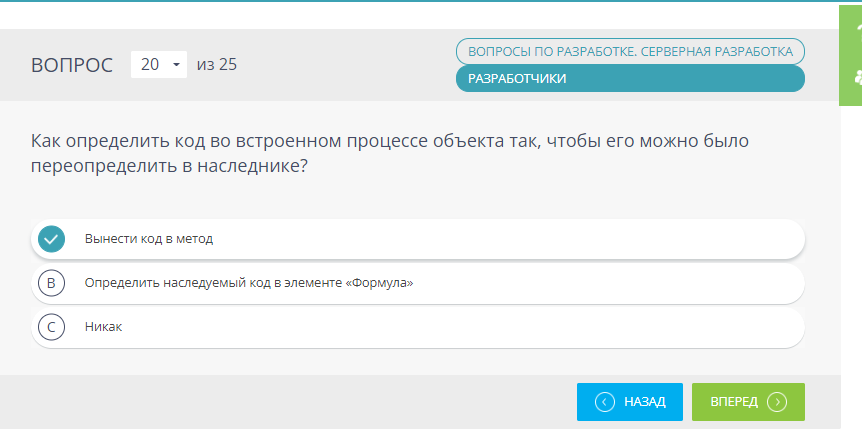 ВОПРОС 20 из 25
ВОПРОСЫ ПО РАЗРАБОТКЕ. СЕРВЕРНАЯ РАЗРАБОТКА
РАЗРАБОТЧИКИ
Как определить код во встроенном процессе объекта так, чтобы его можно было
переопределить в наследнике?
Вынести код в метод
B Определить наследуемый код в элементе «Формула»
C Никак
НАЗАД ВПЕРЕД